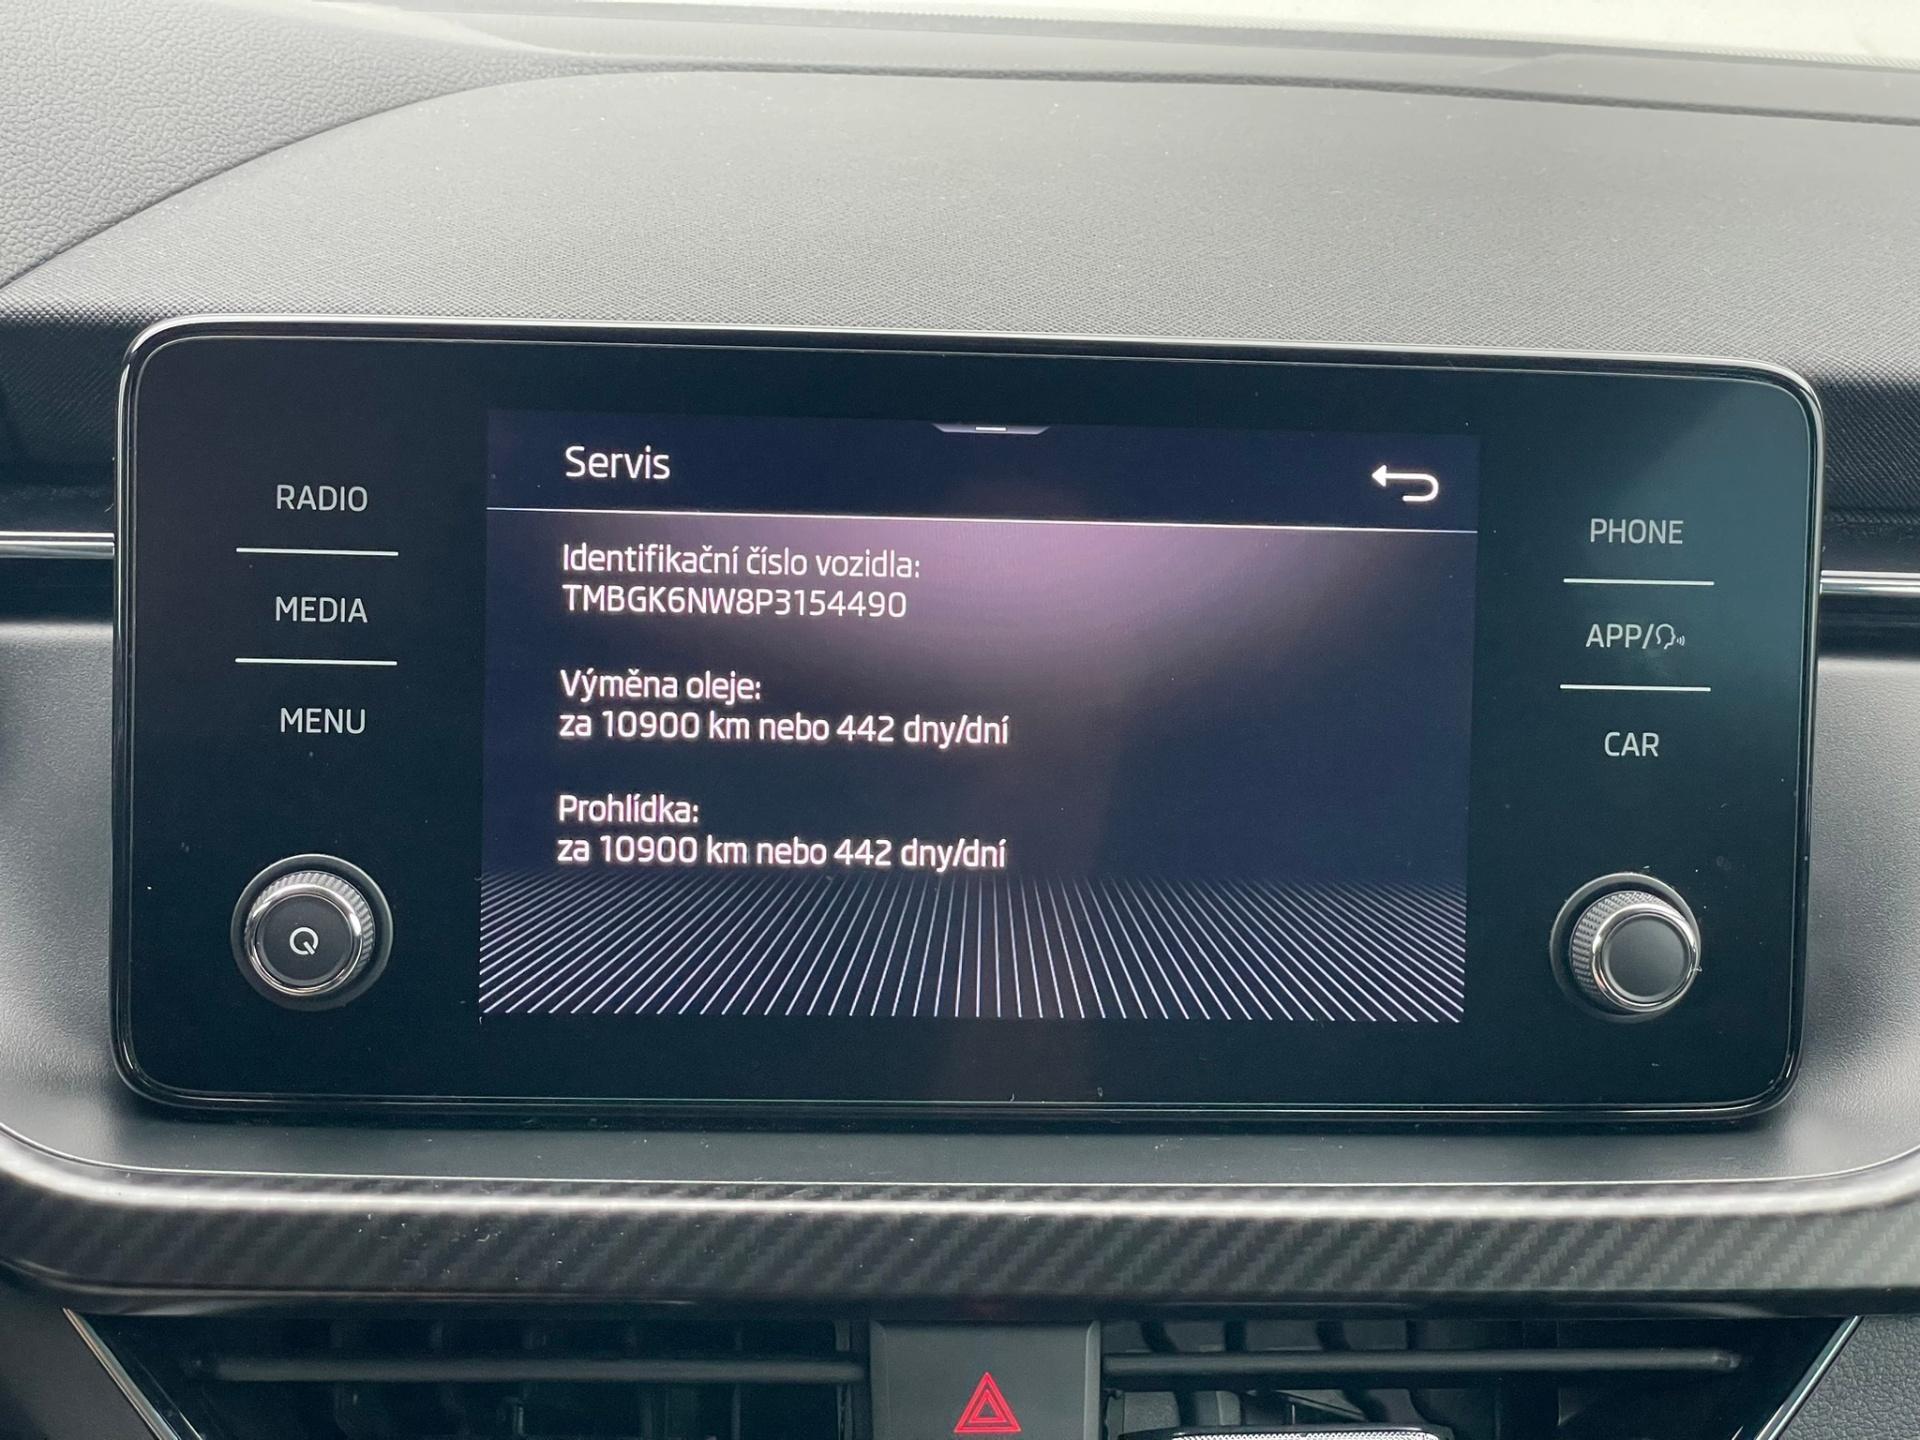 RADIO
MEDIA
MENU
Servis
Identifikační číslo vozidla:
TMBGK6NW8P3154490
Výměna oleje:
za 10900 km nebo 442 dny/dní
Prohlídka:
za 10900 km nebo 442 dny/dní
PHONE
APP/
CAR